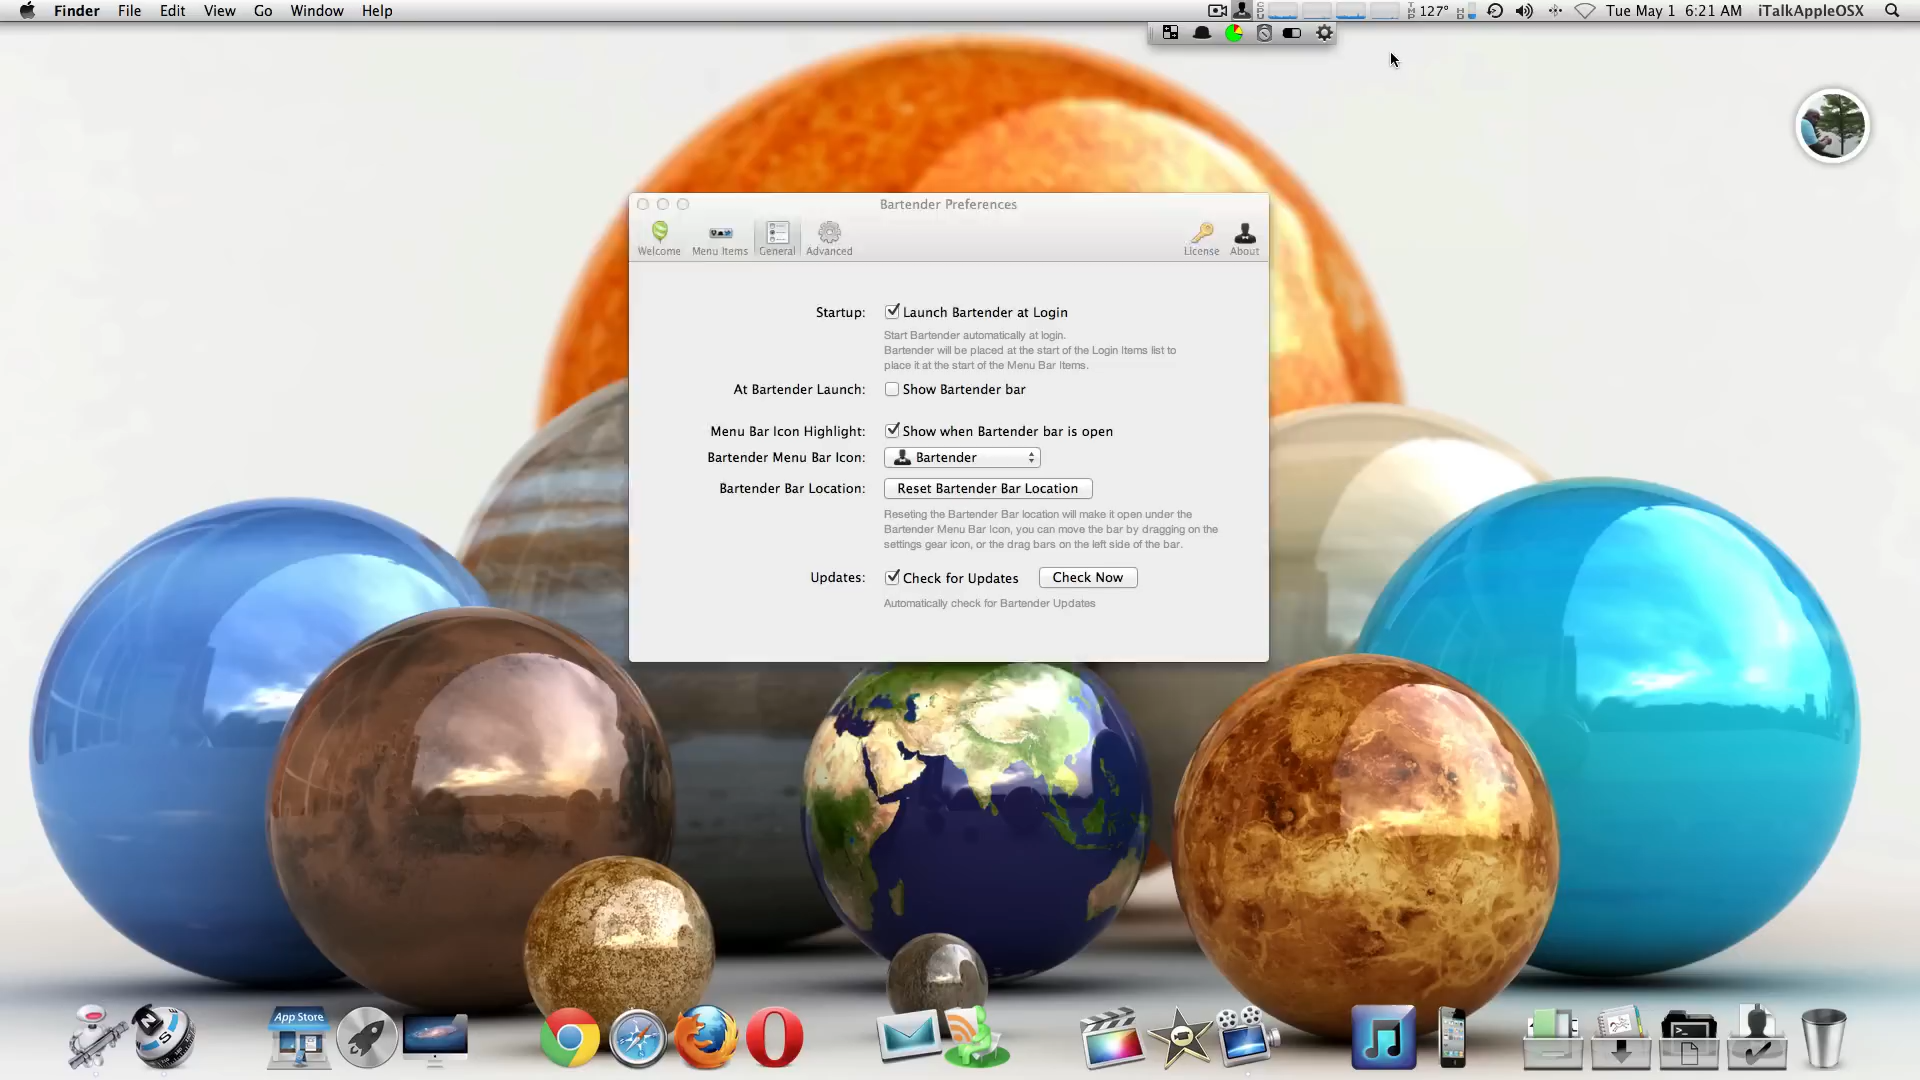 Finder File Edit View Go Window Help
CPU TMP 127° HD Tue May 1 6:21 AM iTalkAppleOSX
Bartender Preferences
Welcome Menu Items General Advanced License About
Startup: Launch Bartender at Login
Start Bartender automatically at login.
Bartender will be placed at the start of the Login Items list to
place it at the start of the Menu Bar Items.
At Bartender Launch: Show Bartender bar
Menu Bar Icon Highlight: Show when Bartender bar is open
Bartender Menu Bar Icon: Bartender
Bartender Bar Location: Reset Bartender Bar Location
Resetting the Bartender Bar location will make it open under the
Bartender Menu Bar Icon, you can move the bar by dragging on the
settings gear icon, or the drag bars on the left side of the bar.
Updates: Check for Updates Check Now
Automatically check for Bartender Updates
App Store
N
S